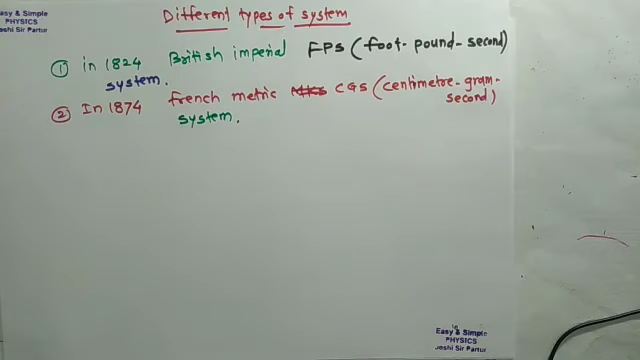 Easy & Simple
PHYSICS
Joshi Sir Partur
Different types of system
① in 1824 British imperial FPS (foot-pound-second)
system.
② In 1874 french metric CGS (centimetre-gram-
second)
system.
Easy & Simple
PHYSICS
Joshi Sir Partur